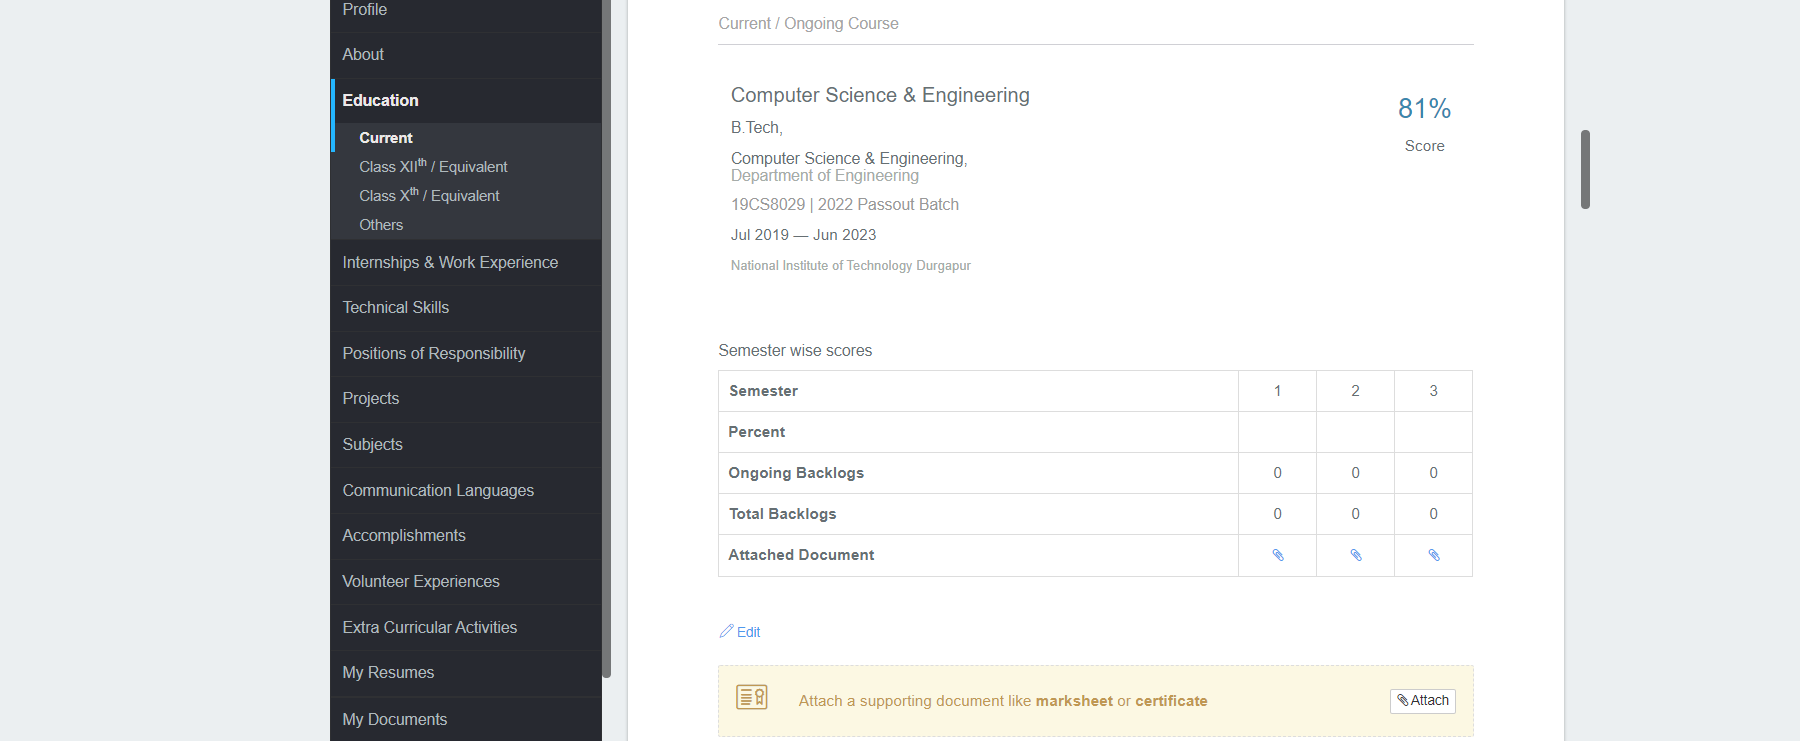 Profile
About
Education
Current
Class XIIth / Equivalent
Class Xth / Equivalent
Others
Internships & Work Experience
Technical Skills
Positions of Responsibility
Projects
Subjects
Communication Languages
Accomplishments
Volunteer Experiences
Extra Curricular Activities
My Resumes
My Documents
Current / Ongoing Course
Computer Science & Engineering
B.Tech,
Computer Science & Engineering,
Department of Engineering
19CS8029 | 2022 Passout Batch
Jul 2019 — Jun 2023
National Institute of Technology Durgapur
81%
Score
Semester wise scores
Semester 1 2 3
Percent
Ongoing Backlogs 0 0 0
Total Backlogs 0 0 0
Attached Document
Edit
Attach a supporting document like marksheet or certificate
Attach